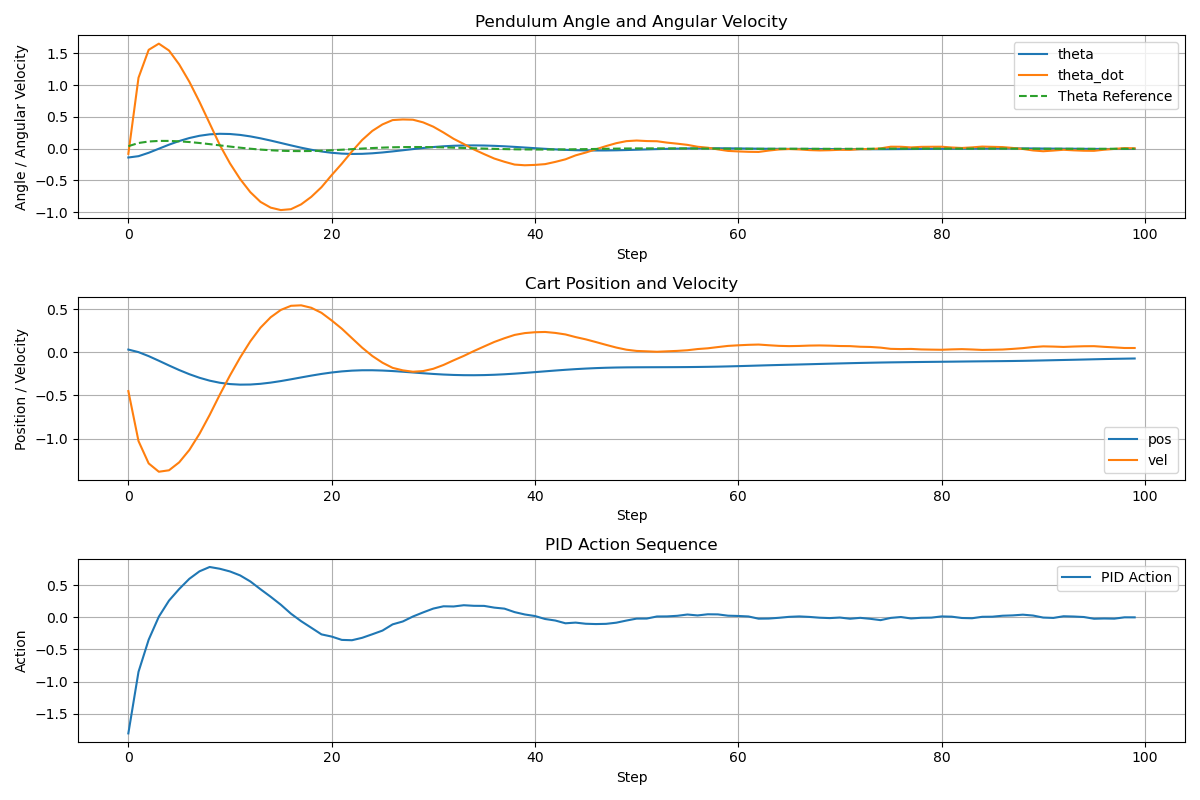 Pendulum Angle and Angular Velocity
Angle / Angular Velocity
1.5
1.0
0.5
0.0
−0.5
−1.0
theta
theta_dot
Theta Reference
0 20 40 60 80 100
Step
Cart Position and Velocity
Position / Velocity
0.5
0.0
−0.5
−1.0
pos
vel
0 20 40 60 80 100
Step
PID Action Sequence
Action
0.5
0.0
−0.5
−1.0
−1.5
PID Action
0 20 40 60 80 100
Step